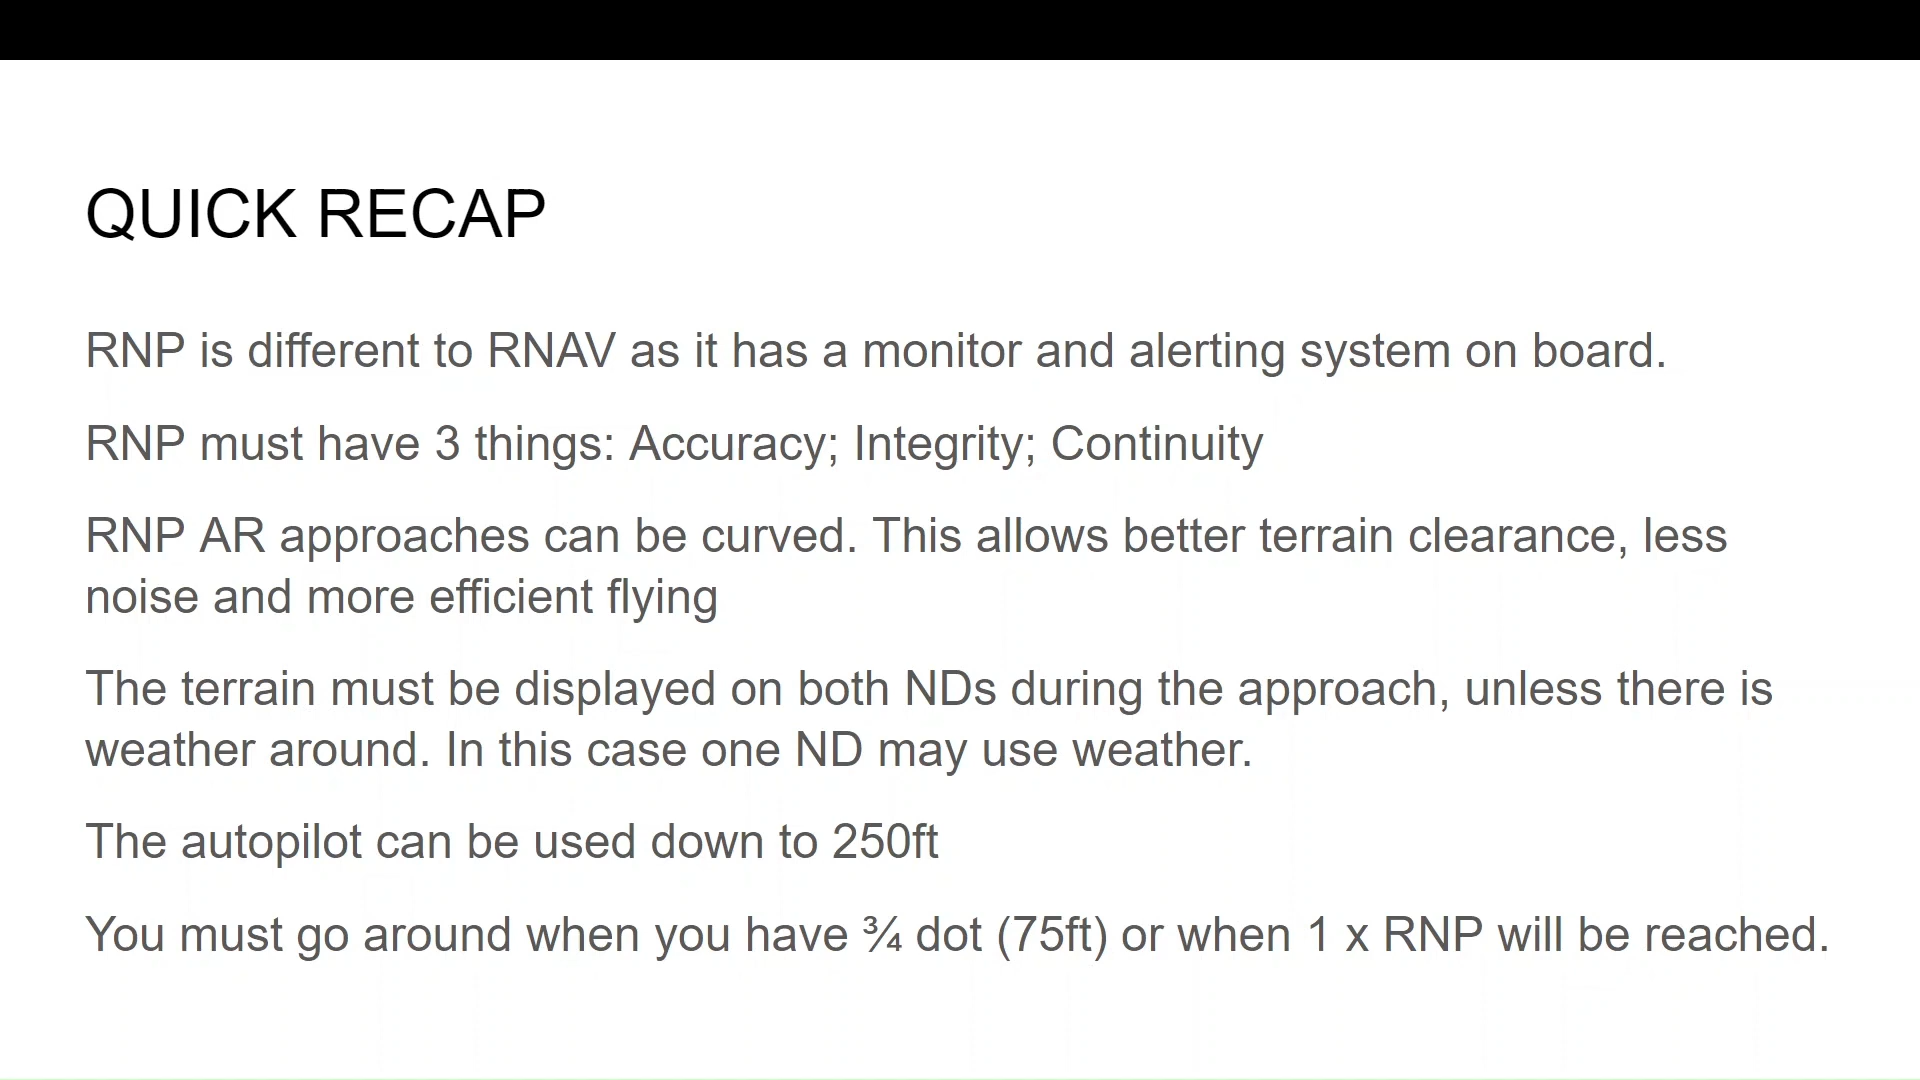 QUICK RECAP
RNP is different to RNAV as it has a monitor and alerting system on board.
RNP must have 3 things: Accuracy; Integrity; Continuity
RNP AR approaches can be curved. This allows better terrain clearance, less
noise and more efficient flying
The terrain must be displayed on both NDs during the approach, unless there is
weather around. In this case one ND may use weather.
The autopilot can be used down to 250ft
You must go around when you have ¾ dot (75ft) or when 1 x RNP will be reached.